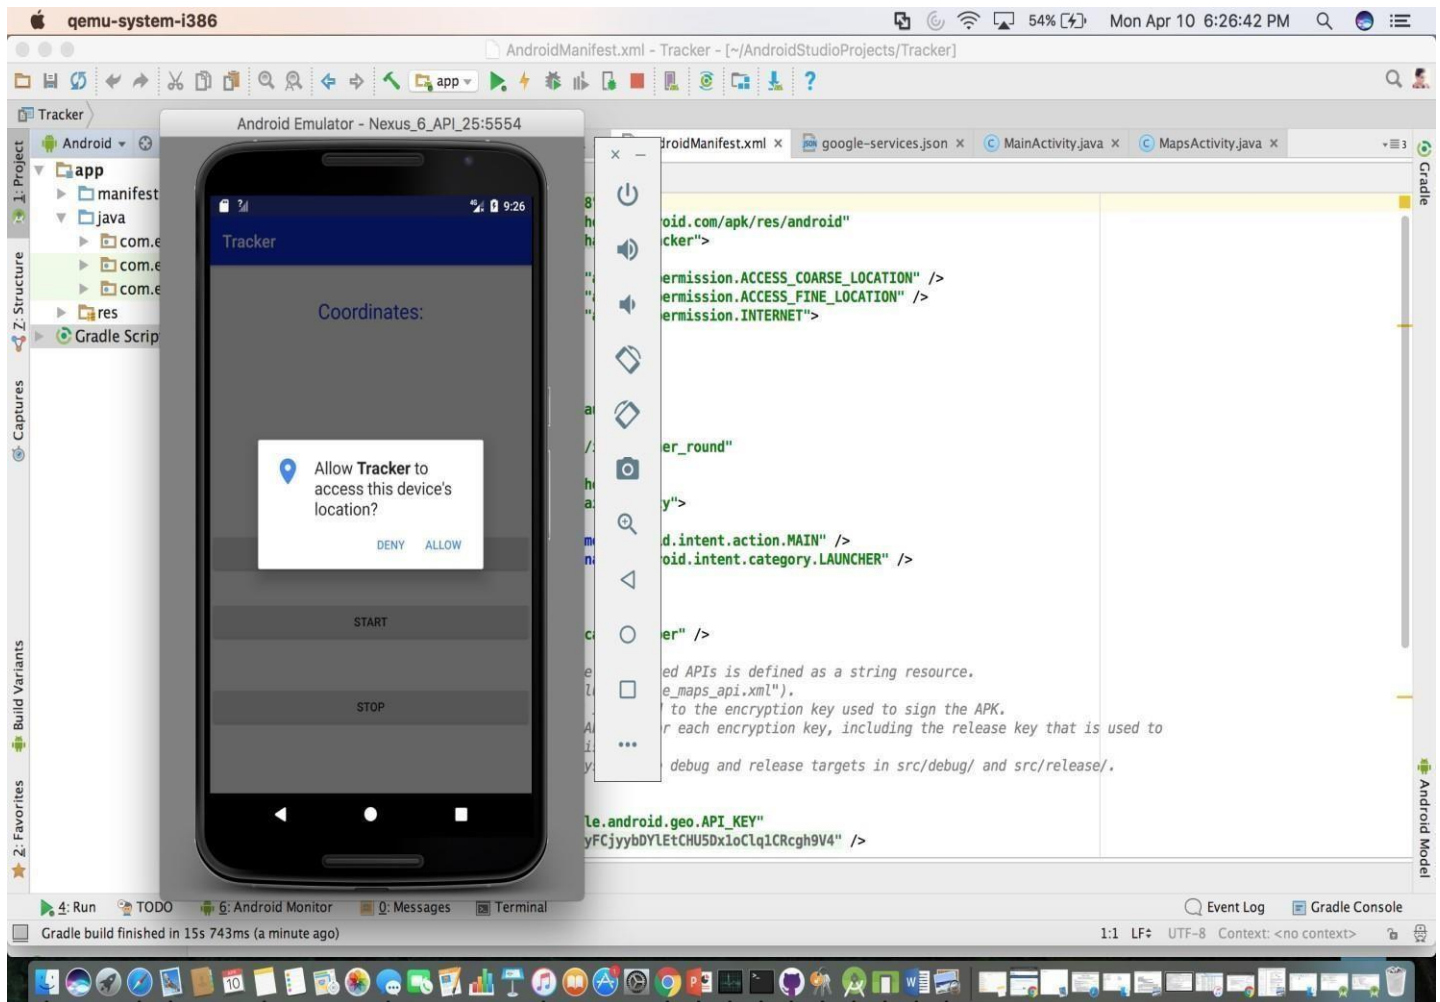 qemu-system-i386
54%
Mon Apr 10 6:26:42 PM
AndroidManifest.xml - Tracker - [~/AndroidStudioProjects/Tracker]
app
Tracker
Android Emulator - Nexus_6_API_25:5554
Android
droidManifest.xml
google-services.json
MainActivity.java
MapsActivity.java
3
1: Project
Z: Structure
Captures
Build Variants
2: Favorites
Gradle
Android Model
app
manifest
java
com.e
com.e
com.e
res
Gradle Scrip
4G
9:26
Tracker
Coordinates:
Allow Tracker to
access this device's
location?
DENY ALLOW
START
STOP
oid.com/apk/res/android"
cker">
ermission.ACCESS_COARSE_LOCATION" />
ermission.ACCESS_FINE_LOCATION" />
ermission.INTERNET">
er_round"
y">
d.intent.action.MAIN" />
oid.intent.category.LAUNCHER" />
er" />
ed APIs is defined as a string resource.
e_maps_api.xml").
to the encryption key used to sign the APK.
r each encryption key, including the release key that is used to
debug and release targets in src/debug/ and src/release/.
le.android.geo.API_KEY"
yFCjyybDYlEtCHU5Dx1oClq1CRcgh9V4" />
4: Run
TODO
6: Android Monitor
0: Messages
Terminal
Event Log
Gradle Console
Gradle build finished in 15s 743ms (a minute ago)
1:1 LF UTF-8 Context: <no context>
10